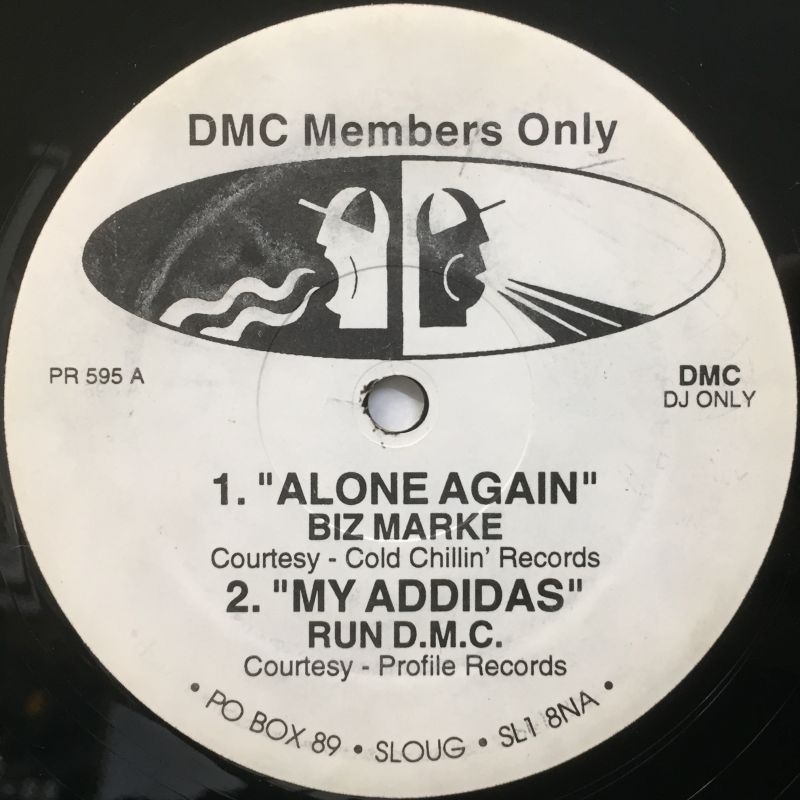 DMC Members Only
PR 595 A
DMC
DJ ONLY
1. "ALONE AGAIN"
BIZ MARKE
Courtesy - Cold Chillin' Records
2. "MY ADDIDAS"
RUN D.M.C.
Courtesy - Profile Records
• PO BOX 89 • SLOUG • SL1 8NA •